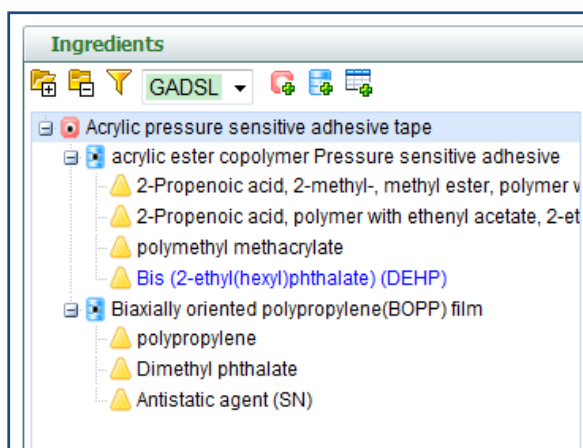 Ingredients
GADSL
Acrylic pressure sensitive adhesive tape
acrylic ester copolymer Pressure sensitive adhesive
2-Propenoic acid, 2-methyl-, methyl ester, polymer
2-Propenoic acid, polymer with ethenyl acetate, 2-et
polymethyl methacrylate
Bis (2-ethyl(hexyl)phthalate) (DEHP)
Biaxially oriented polypropylene(BOPP) film
polypropylene
Dimethyl phthalate
Antistatic agent (SN)